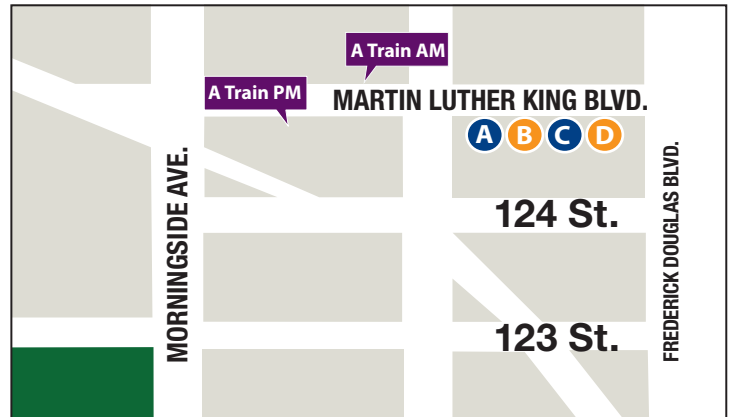 A Train AM
A Train PM
MARTIN LUTHER KING BLVD.
A B C D
MORNINGSIDE AVE.
124 St.
FREDERICK DOUGLAS BLVD.
123 St.